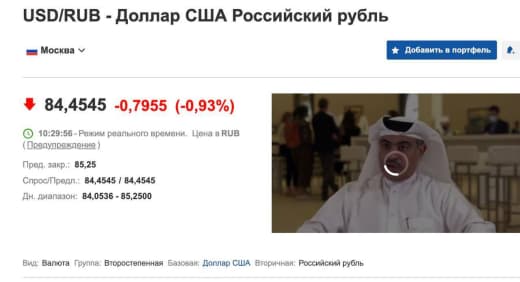 USD/RUB - Доллар США Российский рубль
Москва
Добавить в портфель
84,4545 -0,7955 (-0,93%)
10:29:56 - Режим реального времени. Цена в RUB
( Предупреждение )
Пред. закр.: 85,25
Спрос/Предл.: 84,4545 / 84,4545
Дн. диапазон: 84,0536 - 85,2500
Вид: Валюта Группа: Второстепенная Базовая: Доллар США Вторичная: Российский рубль